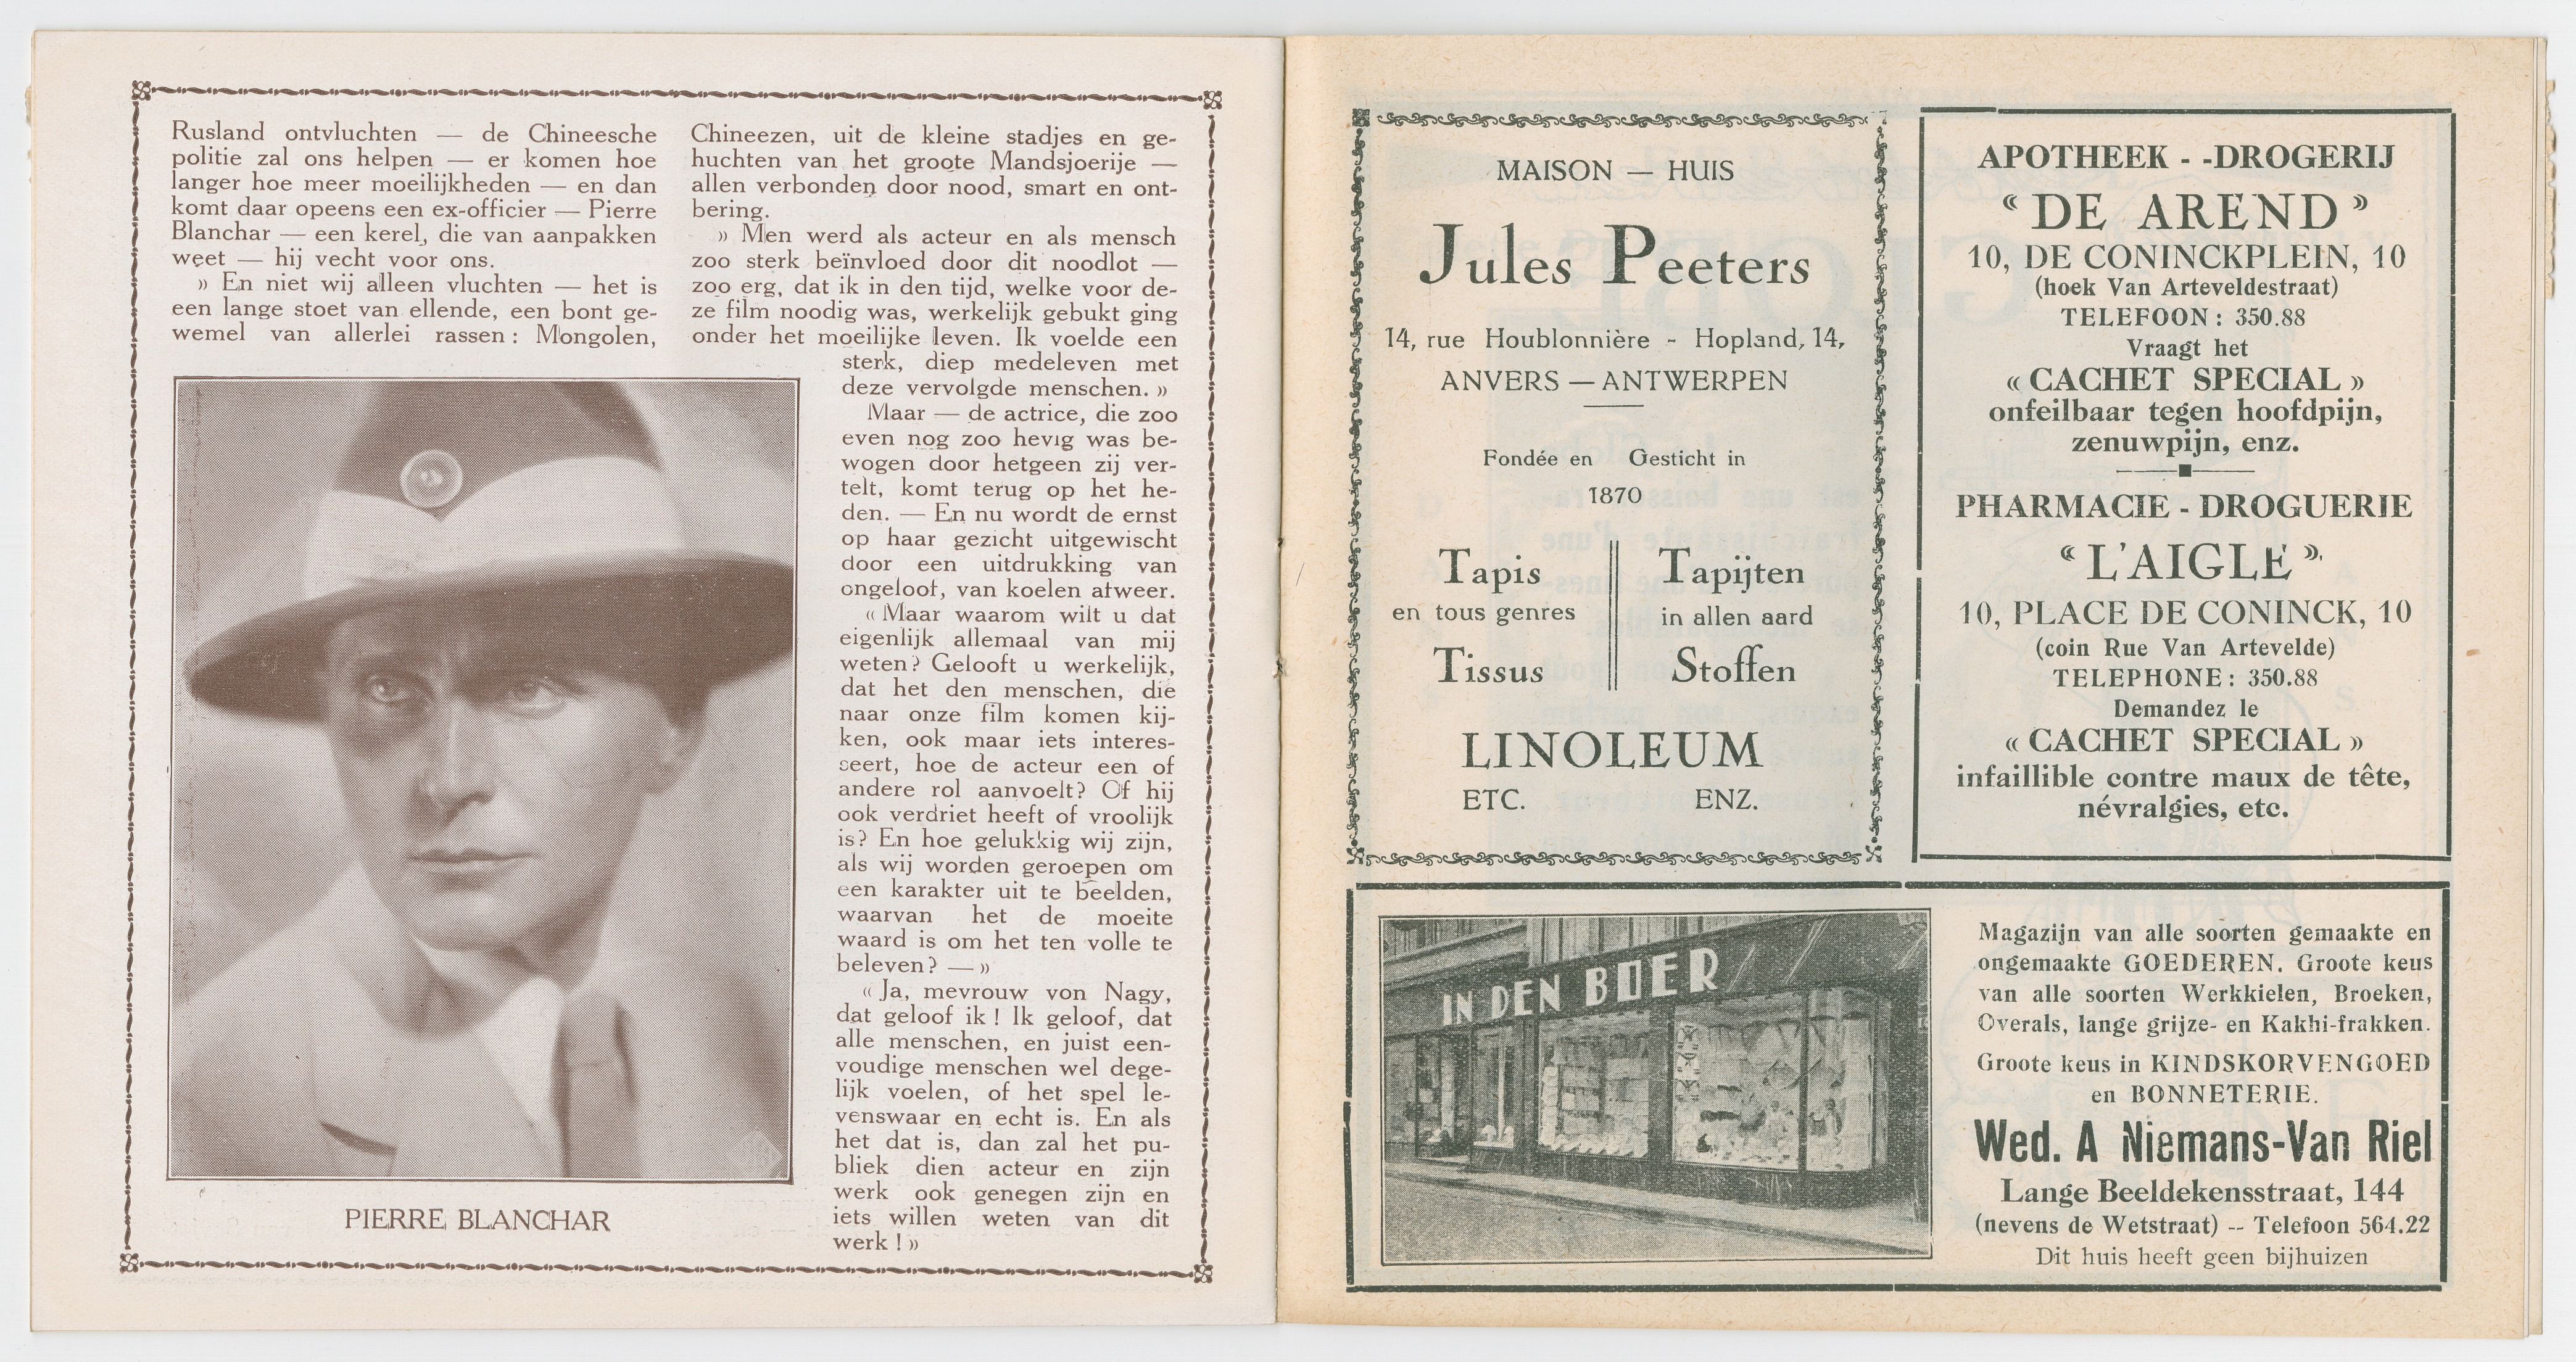 Rusland ontvluchten — de Chineesche
politie zal ons helpen — er komen hoe
langer hoe meer moeilijkheden — en dan
komt daar opeens een ex-officier — Pierre
Blanchar — een kerel, die van aanpakken
weet — hij vecht voor ons.
» En niet wij alleen vluchten — het is
een lange stoet van ellende, een bont ge-
wemel van allerlei rassen : Mongolen,
Chineezen, uit de kleine stadjes en ge-
huchten van het groote Mandsjoerije —
allen verbonden door nood, smart en ont-
bering.
» Men werd als acteur en als mensch
zoo sterk beïnvloed door dit noodlot —
zoo erg, dat ik in den tijd, welke voor de-
ze film noodig was, werkelijk gebukt ging
onder het moeilijke leven. Ik voelde een
sterk, diep medeleven met
deze vervolgde menschen. »
Maar — de actrice, die zoo
even nog zoo hevig was be-
wogen door hetgeen zij ver-
telt, komt terug op het he-
den. — En nu wordt de ernst
op haar gezicht uitgewischt
door een uitdrukking van
ongeloof, van koelen afweer.
« Maar waarom wilt u dat
eigenlijk allemaal van mij
weten? Gelooft u werkelijk,
dat het den menschen, die
naar onze film komen kij-
ken, ook maar iets interes-
seert, hoe de acteur een of
andere rol aanvoelt? Of hij
ook verdriet heeft of vroolijk
is? En hoe gelukkig wij zijn,
als wij worden geroepen om
een karakter uit te beelden,
waarvan het de moeite
waard is om het ten volle te
beleven? — »
« Ja, mevrouw von Nagy,
dat geloof ik ! Ik geloof, dat
alle menschen, en juist een-
voudige menschen wel dege-
lijk voelen, of het spel le-
venswaar en echt is. En als
het dat is, dan zal het pu-
bliek dien acteur en zijn
werk ook genegen zijn en
iets willen weten van dit
werk ! »
PIERRE BLANCHAR
MAISON — HUIS
Jules Peeters
14, rue Houblonnière - Hopland, 14,
ANVERS — ANTWERPEN
Fondée en Gesticht in
1870
Tapis
en tous genres
Tissus
Tapijten
in allen aard
Stoffen
LINOLEUM
ETC. ENZ.
APOTHEEK - -DROGERIJ
« DE AREND »
10, DE CONINCKPLEIN, 10
(hoek Van Arteveldestraat)
TELEFOON : 350.88
Vraagt het
« CACHET SPECIAL »
onfeilbaar tegen hoofdpijn,
zenuwpijn, enz.
PHARMACIE - DROGUERIE
« L'AIGLE »
10, PLACE DE CONINCK, 10
(coin Rue Van Artevelde)
TELEPHONE : 350.88
Demandez le
« CACHET SPECIAL »
infaillible contre maux de tête,
névralgies, etc.
IN DEN BOER
Magazijn van alle soorten gemaakte en
ongemaakte GOEDEREN. Groote keus
van alle soorten Werkkielen, Broeken,
Overals, lange grijze- en Kakhi-frakken.
Groote keus in KINDSKORVENGOED
en BONNETERIE.
Wed. A Niemans-Van Riel
Lange Beeldekensstraat, 144
(nevens de Wetstraat) -- Telefoon 564.22
Dit huis heeft geen bijhuizen